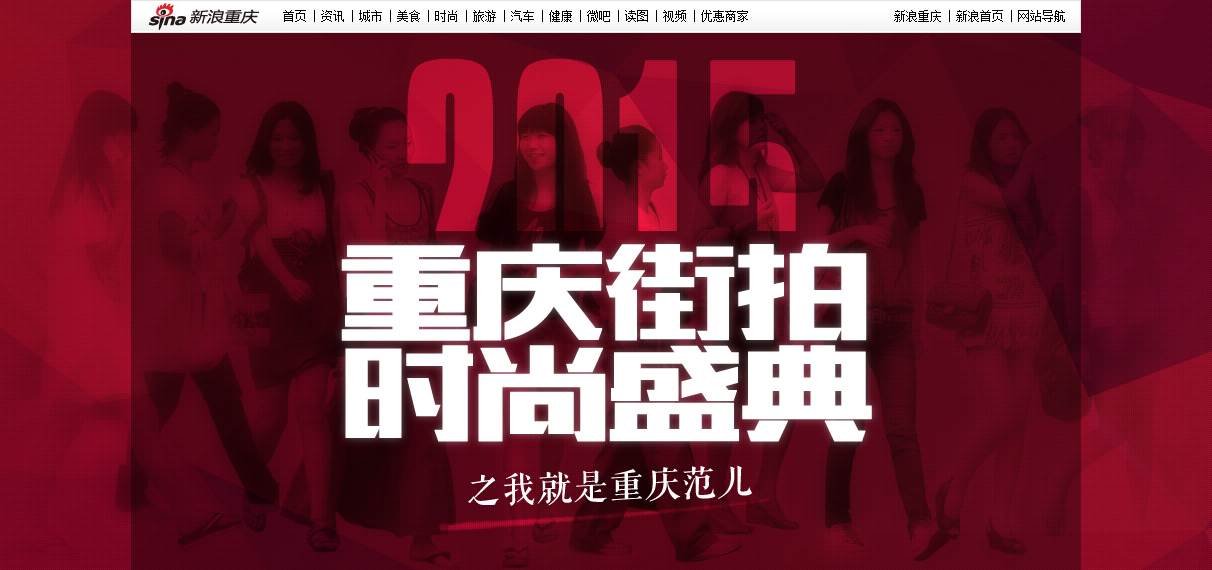 sina 新浪重庆 首页 | 资讯 | 城市 | 美食 | 时尚 | 旅游 | 汽车 | 健康 | 微吧 | 读图 | 视频 | 优惠商家 新浪重庆 | 新浪首页 | 网站导航
2015
重庆街拍
时尚盛典
之我就是重庆范儿